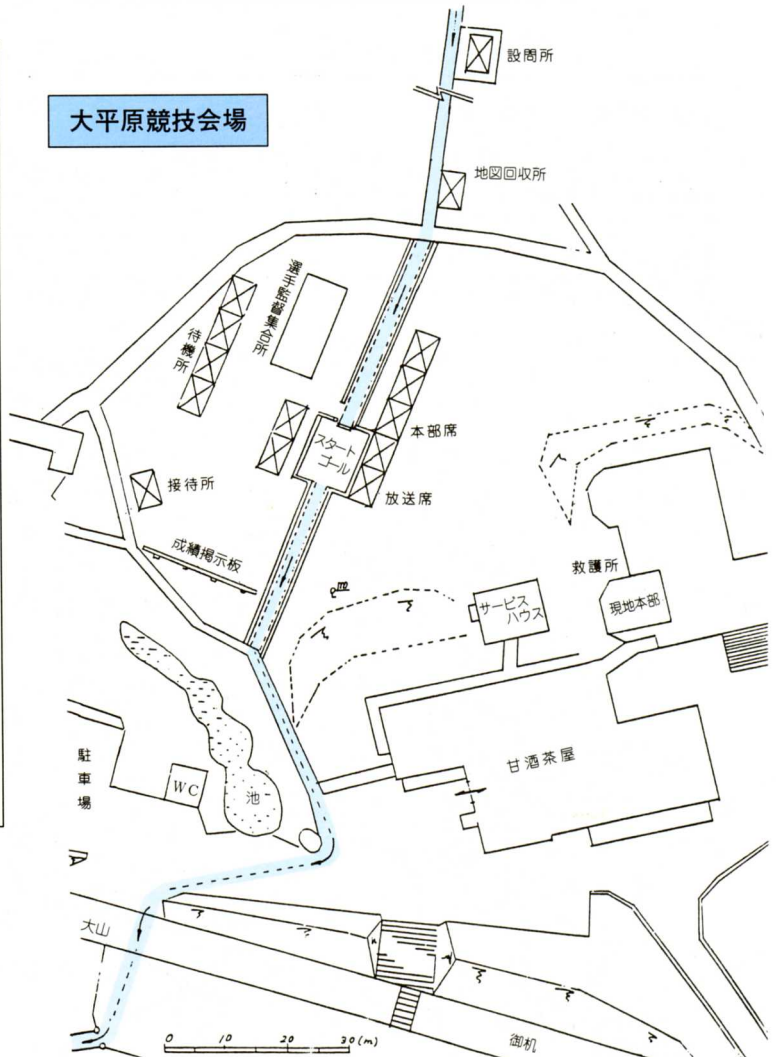 大平原競技会場
設問所
地図回収所
選手監督集合所
待機所
本部席
スタート
ゴール
放送席
接待所
成績掲示板
救護所
サービス
ハウス
現地本部
甘酒茶屋
駐車場
WC
池
大山
御机
0 10 20 30(m)